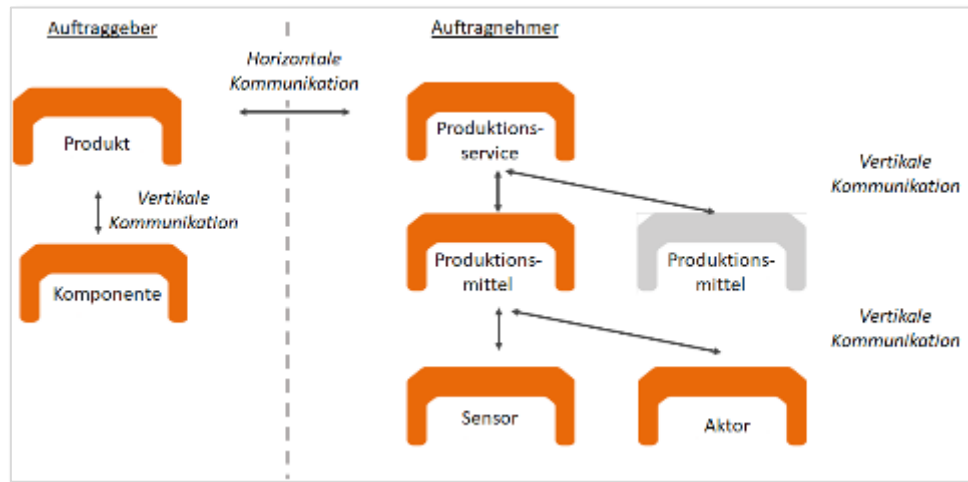 Auftraggeber
Auftragnehmer
Horizontale
Kommunikation
Produkt
Produktions-
service
Vertikale
Kommunikation
Vertikale
Kommunikation
Komponente
Produktions-
mittel
Produktions-
mittel
Vertikale
Kommunikation
Sensor
Aktor